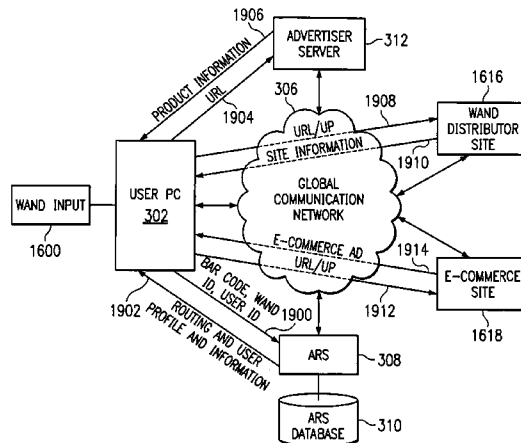 1906
ADVERTISER
SERVER
312
PRODUCT INFORMATION
URL
1904
306
1908
1616
URL/UP
SITE INFORMATION
1910
WAND
DISTRIBUTOR
SITE
USER PC
302
WAND INPUT
1600
GLOBAL
COMMUNICATION
NETWORK
E-COMMERCE AD
1914
URL/UP
1912
E-COMMERCE
SITE
1618
BAR CODE, WAND
ID, USER ID
1900
1902
ROUTING AND USER
PROFILE AND INFORMATION
ARS
308
ARS
DATABASE
310